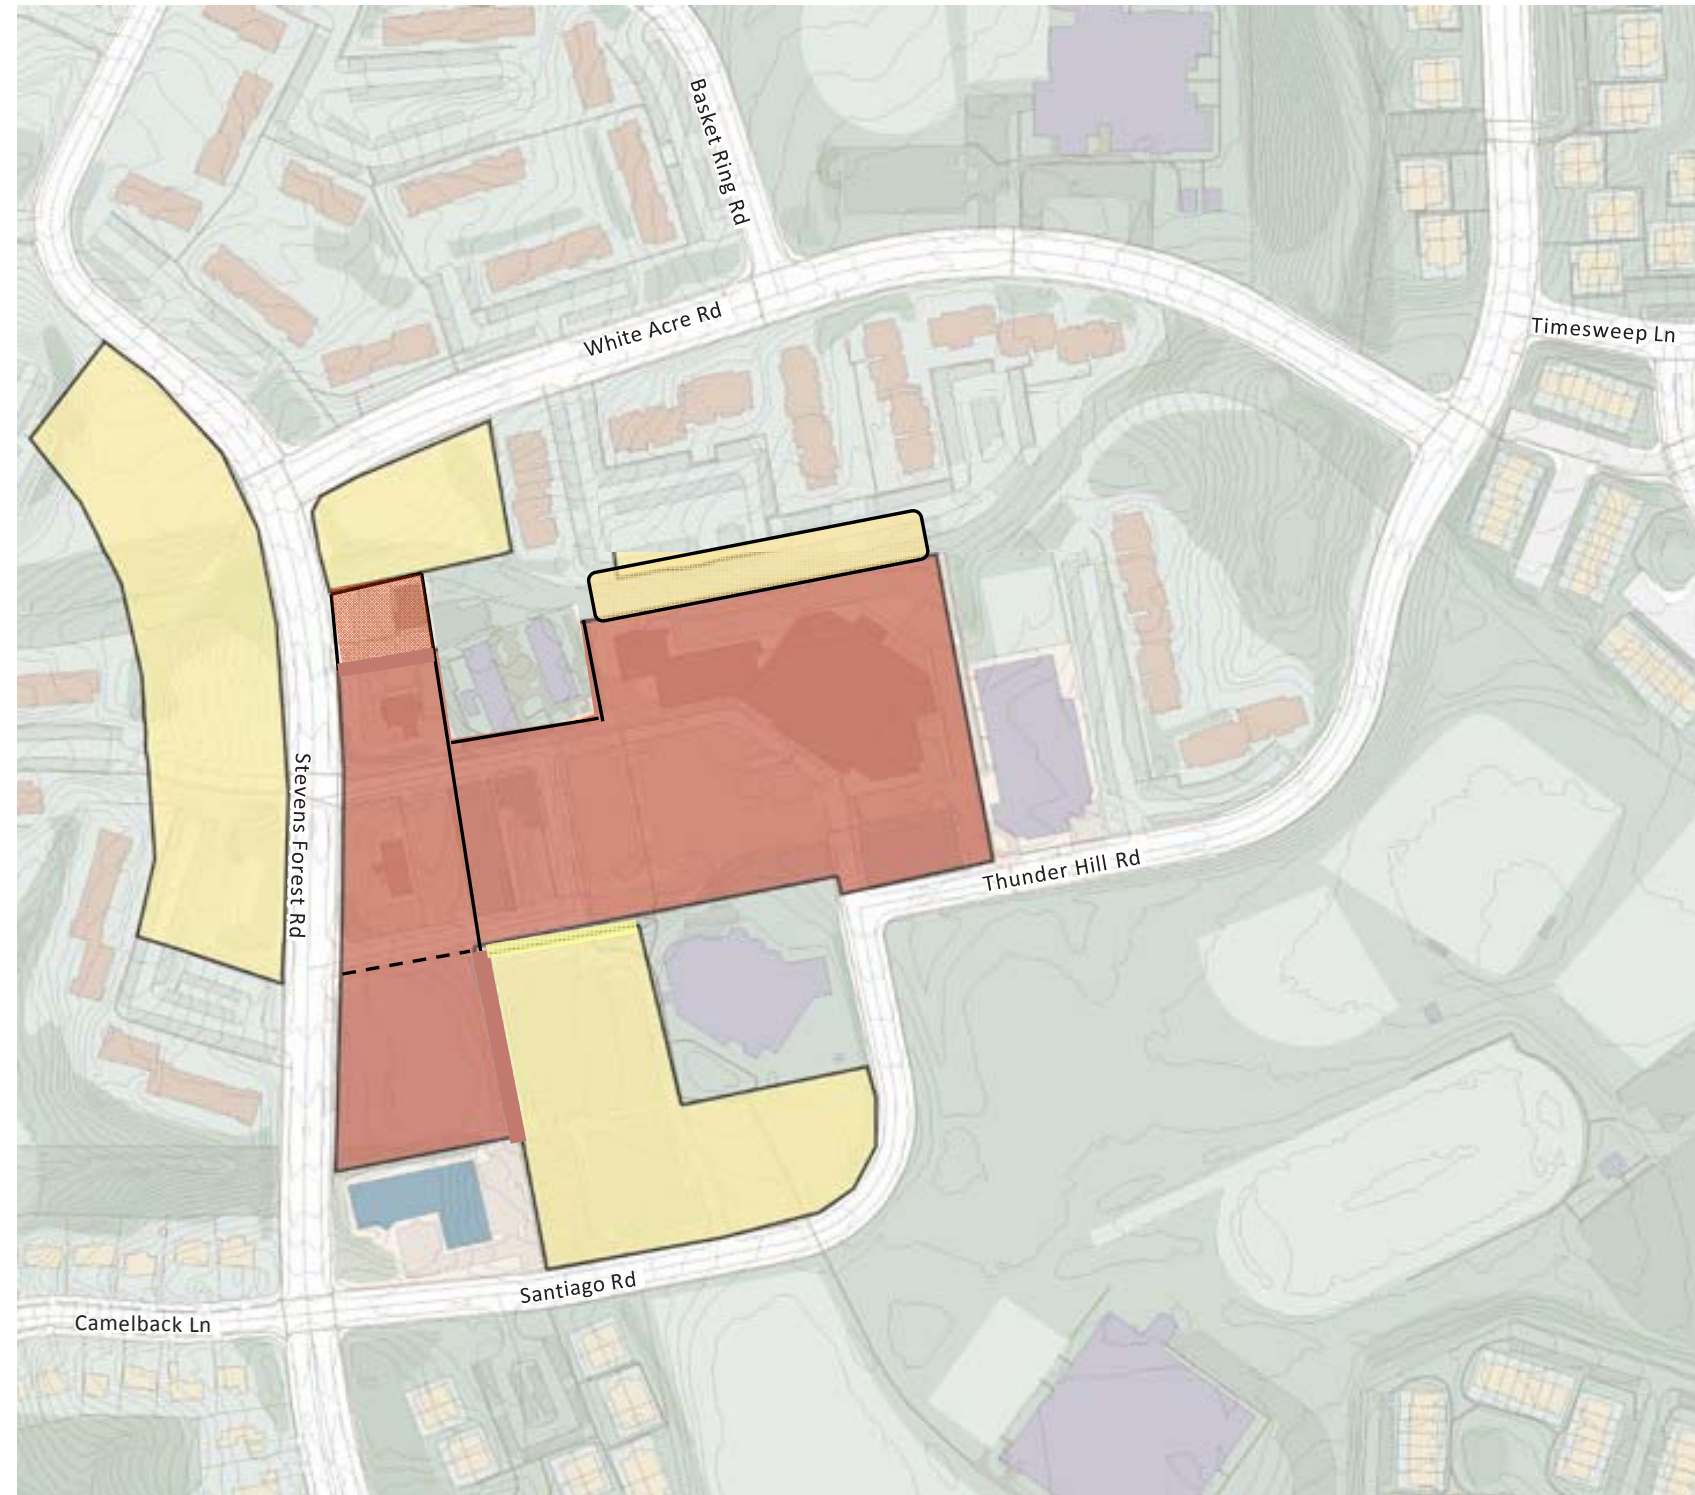 Basket Ring Rd
White Acre Rd
Timesweep Ln
Stevens Forest Rd
Thunder Hill Rd
Santiago Rd
Camelback Ln